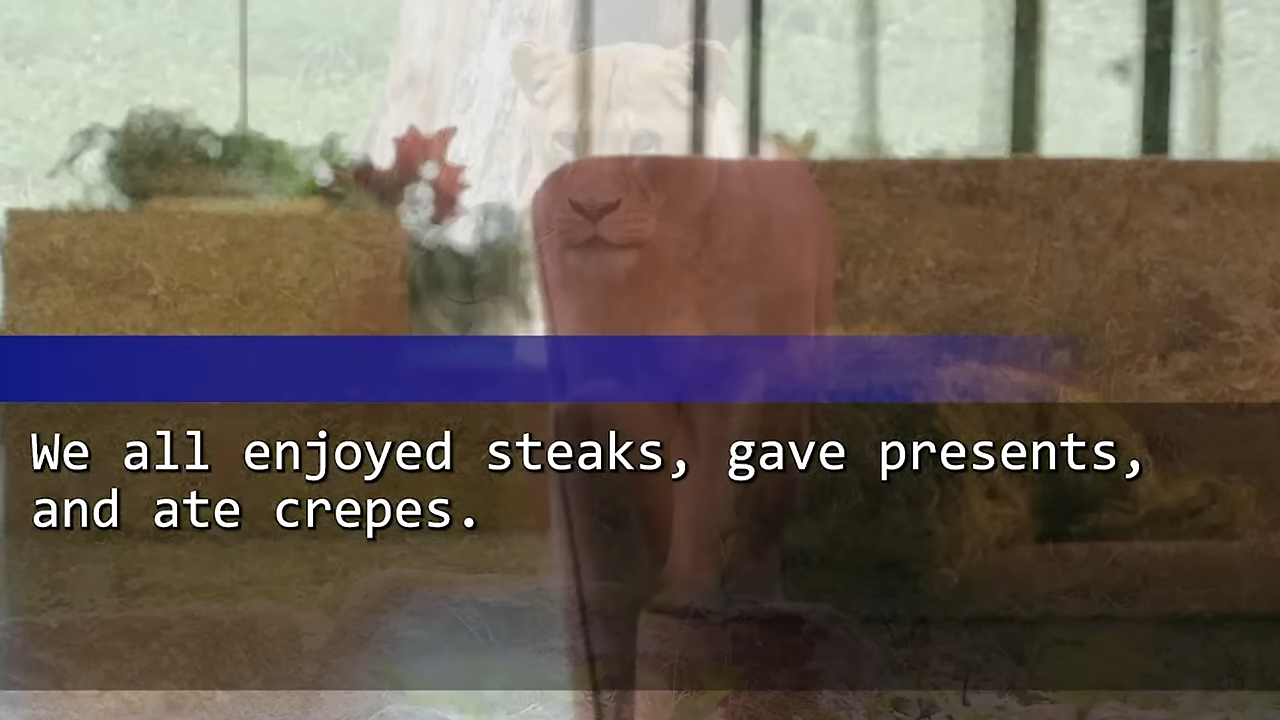 We all enjoyed steaks, gave presents,
and ate crepes.